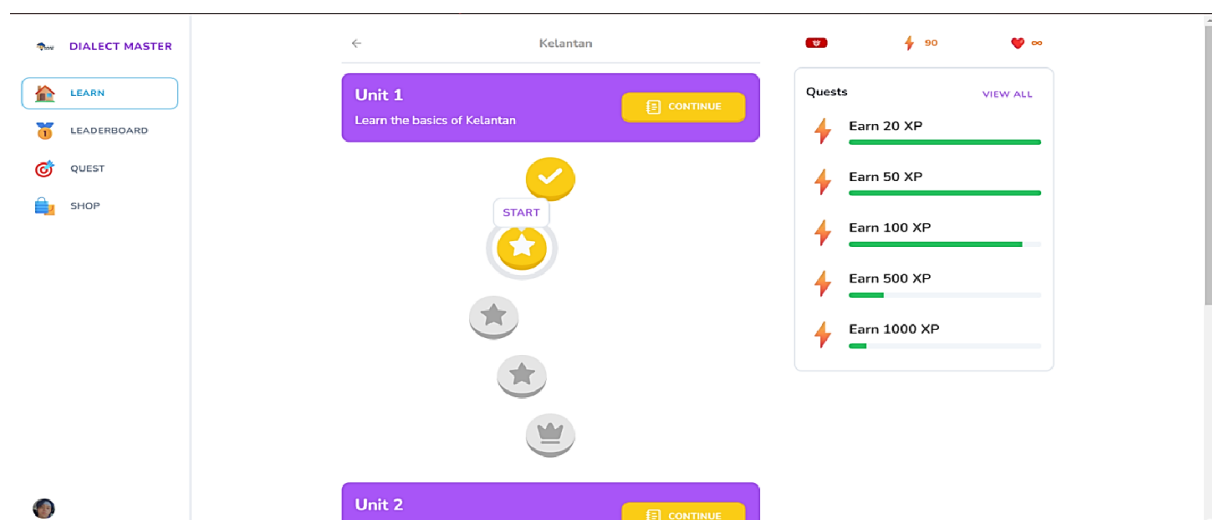 DIALECT MASTER
LEARN
LEADERBOARD
QUEST
SHOP
Kelantan
Unit 1
Learn the basics of Kelantan
CONTINUE
START
Unit 2
CONTINUE
90
∞
Quests
VIEW ALL
Earn 20 XP
Earn 50 XP
Earn 100 XP
Earn 500 XP
Earn 1000 XP